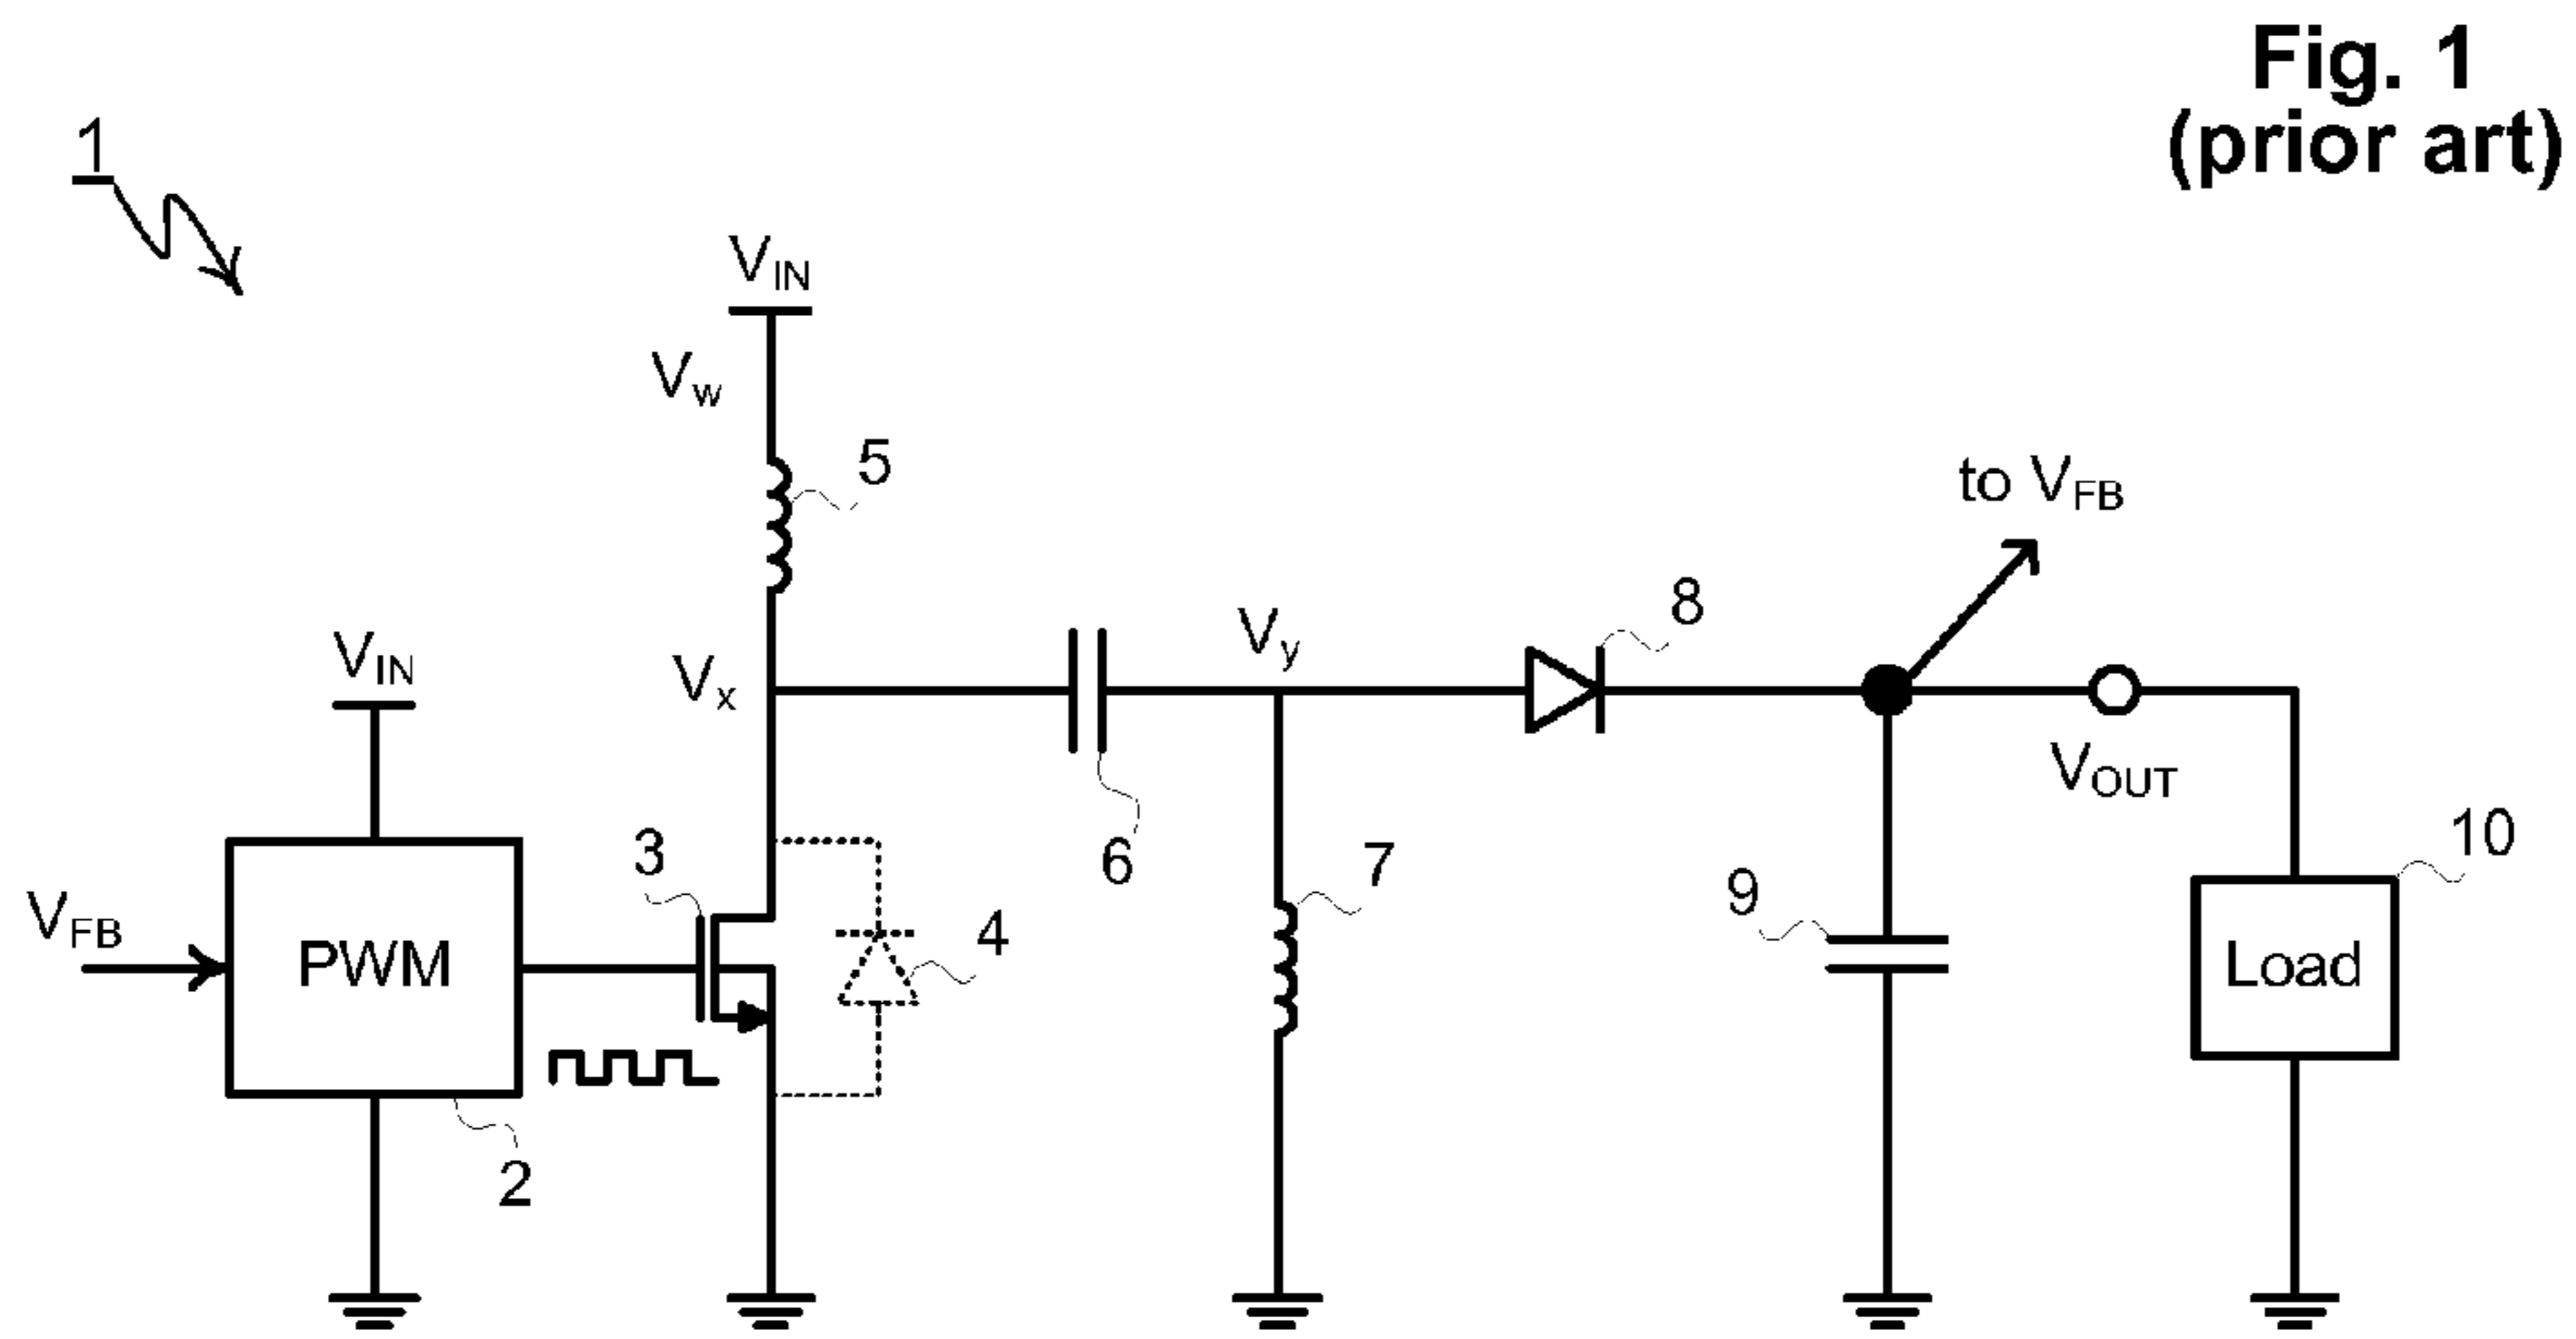 Fig. 1
(prior art)
1
VIN
Vw
5
to VFB
8
Vy
VIN
Vx
VOUT
3
6
7
9
10
VFB
PWM
4
Load
2